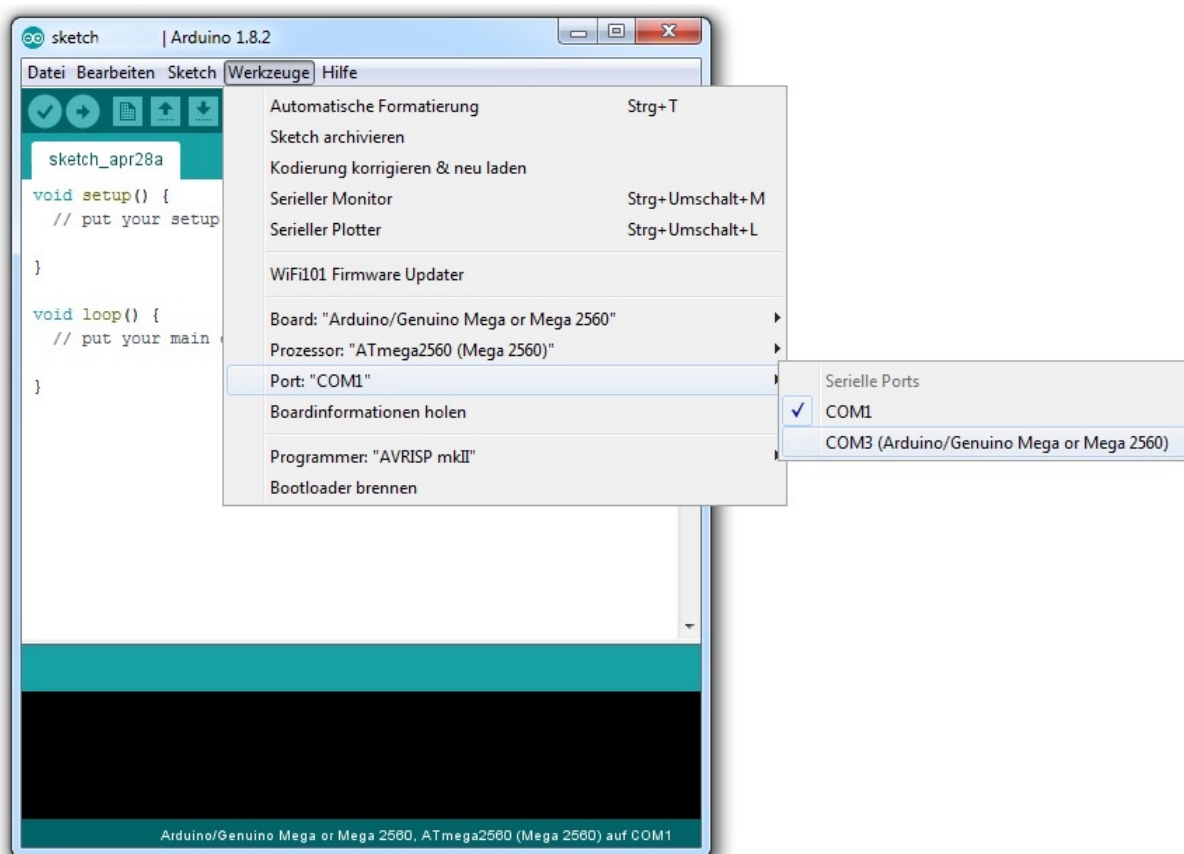 sketch | Arduino 1.8.2
Datei Bearbeiten Sketch Werkzeuge Hilfe
sketch_apr28a
void setup() {
// put your setup
}
void loop() {
// put your main
}
Automatische Formatierung Strg+T
Sketch archivieren
Kodierung korrigieren & neu laden
Serieller Monitor Strg+Umschalt+M
Serieller Plotter Strg+Umschalt+L
WiFi101 Firmware Updater
Board: "Arduino/Genuino Mega or Mega 2560"
Prozessor: "ATmega2560 (Mega 2560)"
Port: "COM1"
Boardinformationen holen
Programmer: "AVRISP mkII"
Bootloader brennen
Serielle Ports
COM1
COM3 (Arduino/Genuino Mega or Mega 2560)
Arduino/Genuino Mega or Mega 2560, ATmega2560 (Mega 2560) auf COM1